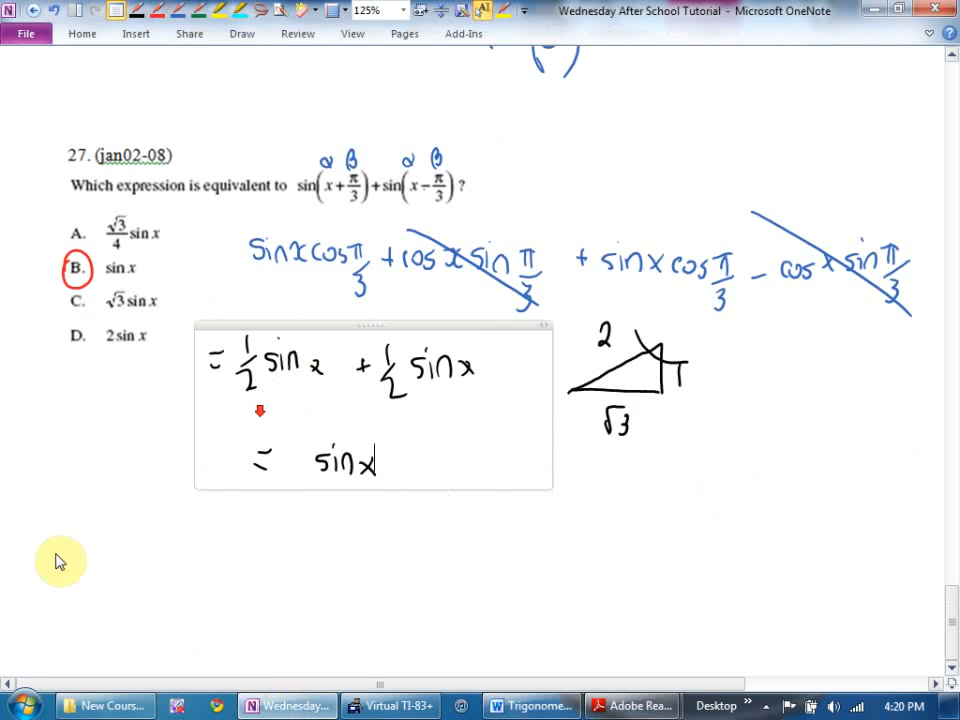 125%
Wednesday After School Tutorial - Microsoft OneNote
File Home Insert Share Draw Review View Pages Add-Ins
27. (jan02-08)
α β α β
Which expression is equivalent to sin(x+π/3)+sin(x−π/3)?
A. √3/4 sin x
B. sin x
C. √3 sin x
D. 2 sin x
sinx cos π/3 + cos x sin π/3 + sin x cos π/3 − cos x sin π/3
= 1/2 sin x + 1/2 sin x
= sin x
2
1
√3
New Cours... Wednesday... Virtual TI-83+ Trigonome... Adobe Rea... Desktop 4:20 PM